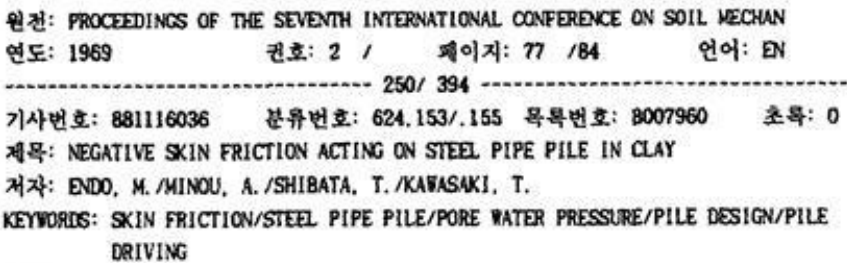 원전: PROCEEDINGS OF THE SEVENTH INTERNATIONAL CONFERENCE ON SOIL MECHAN
연도: 1969 권호: 2 / 페이지: 77 /84 언어: EN
-------------------------------- 250/ 394 --------------------------------
기사번호: 881116036 분류번호: 624.153/.155 목록번호: 8007960 초록: 0
제목: NEGATIVE SKIN FRICTION ACTING ON STEEL PIPE PILE IN CLAY
저자: ENDO, M./MINOU, A./SHIBATA, T./KAWASAKI, T.
KEYWORDS: SKIN FRICTION/STEEL PIPE PILE/PORE WATER PRESSURE/PILE DESIGN/PILE
DRIVING